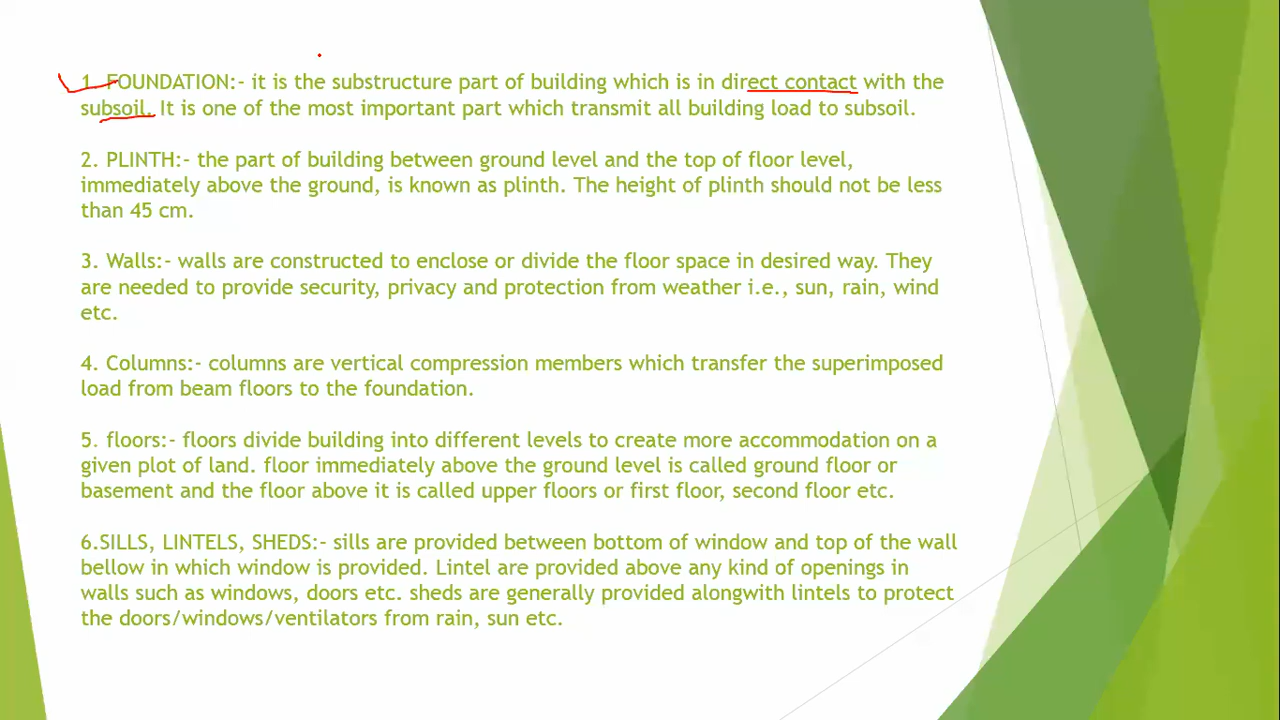 1. FOUNDATION:- it is the substructure part of building which is in direct contact with the
subsoil. It is one of the most important part which transmit all building load to subsoil.
2. PLINTH:- the part of building between ground level and the top of floor level,
immediately above the ground, is known as plinth. The height of plinth should not be less
than 45 cm.
3. Walls:- walls are constructed to enclose or divide the floor space in desired way. They
are needed to provide security, privacy and protection from weather i.e., sun, rain, wind
etc.
4. Columns:- columns are vertical compression members which transfer the superimposed
load from beam floors to the foundation.
5. floors:- floors divide building into different levels to create more accommodation on a
given plot of land. floor immediately above the ground level is called ground floor or
basement and the floor above it is called upper floors or first floor, second floor etc.
6.SILLS, LINTELS, SHEDS:- sills are provided between bottom of window and top of the wall
bellow in which window is provided. Lintel are provided above any kind of openings in
walls such as windows, doors etc. sheds are generally provided alongwith lintels to protect
the doors/windows/ventilators from rain, sun etc.